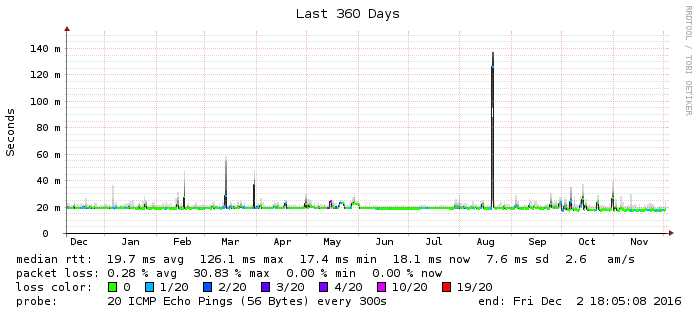 Last 360 Days
RRDTOOL / TOBI OETIKER
Seconds
140 m
120 m
100 m
80 m
60 m
40 m
20 m
0
Dec Jan Feb Mar Apr May Jun Jul Aug Sep Oct Nov
median rtt: 19.7 ms avg 126.1 ms max 17.4 ms min 18.1 ms now 7.6 ms sd 2.6 am/s
packet loss: 0.28 % avg 30.83 % max 0.00 % min 0.00 % now
loss color: 0 1/20 2/20 3/20 4/20 10/20 19/20
probe: 20 ICMP Echo Pings (56 Bytes) every 300s end: Fri Dec 2 18:05:08 2016